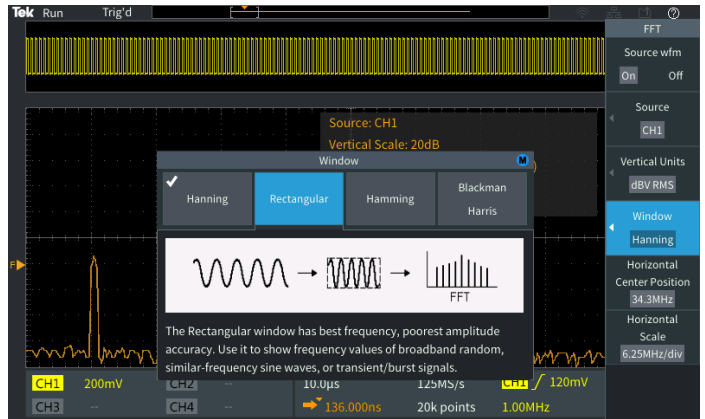 Tek Run Trig'd
FFT
Source wfm
On Off
Source
CH1
Vertical Units
dBV RMS
Window
Hanning
Horizontal
Center Position
34.3MHz
Horizontal
Scale
6.25MHz/div
Source: CH1
Vertical Scale: 20dB
)
Window M
Hanning Rectangular Hamming Blackman
Harris
FFT
The Rectangular window has best frequency, poorest amplitude
accuracy. Use it to show frequency values of broadband random,
similar-frequency sine waves, or transient/burst signals.
F
CH1 200mV CH2 -- 10.0µs 125MS/s CH1 / 120mV
CH3 -- CH4 -- 136.000ns 20k points 1.00MHz